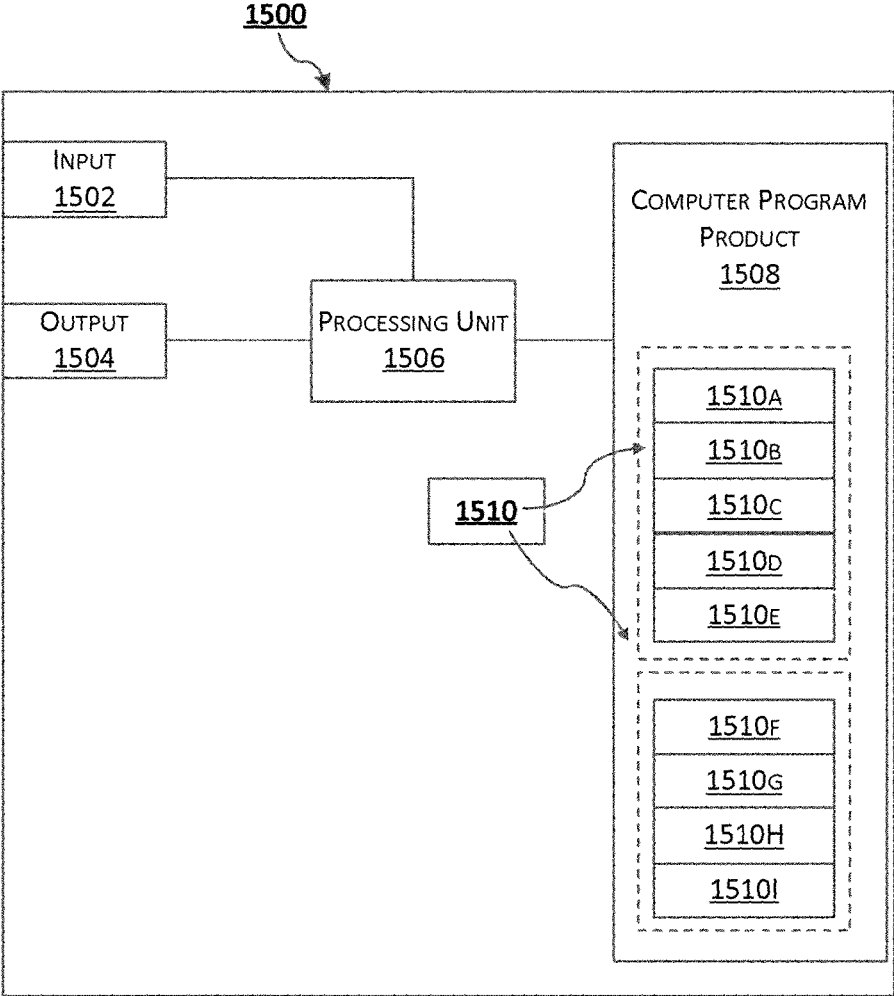 1500
INPUT
1502
COMPUTER PROGRAM
PRODUCT
1508
OUTPUT
1504
PROCESSING UNIT
1506
1510A
1510B
1510C
1510
1510D
1510E
1510F
1510G
1510H
1510I